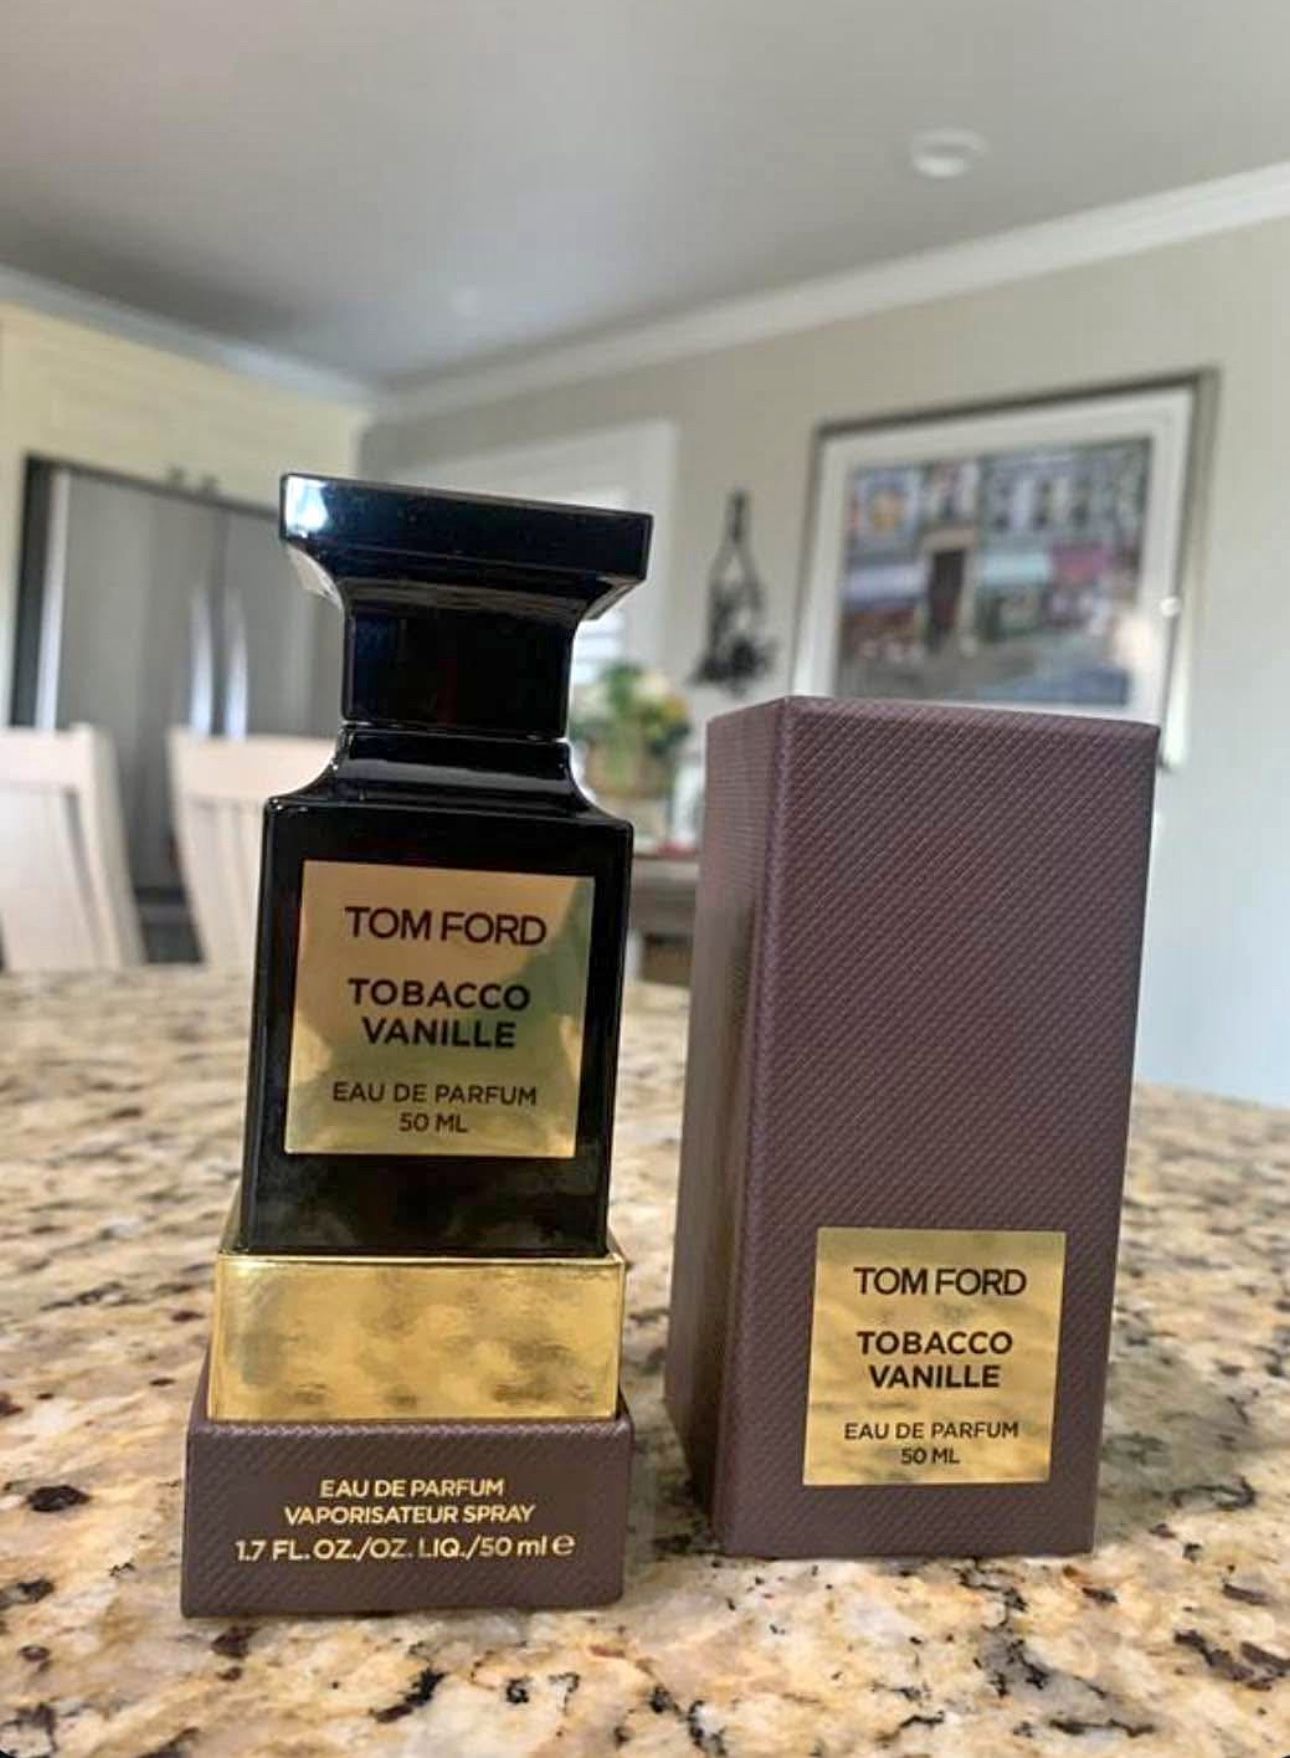 TOM FORD
TOBACCO
VANILLE
EAU DE PARFUM
50 ML
EAU DE PARFUM
VAPORISATEUR SPRAY
1.7 FL. OZ./OZ. LIQ./50 ml ℮
TOM FORD
TOBACCO
VANILLE
EAU DE PARFUM
50 ML